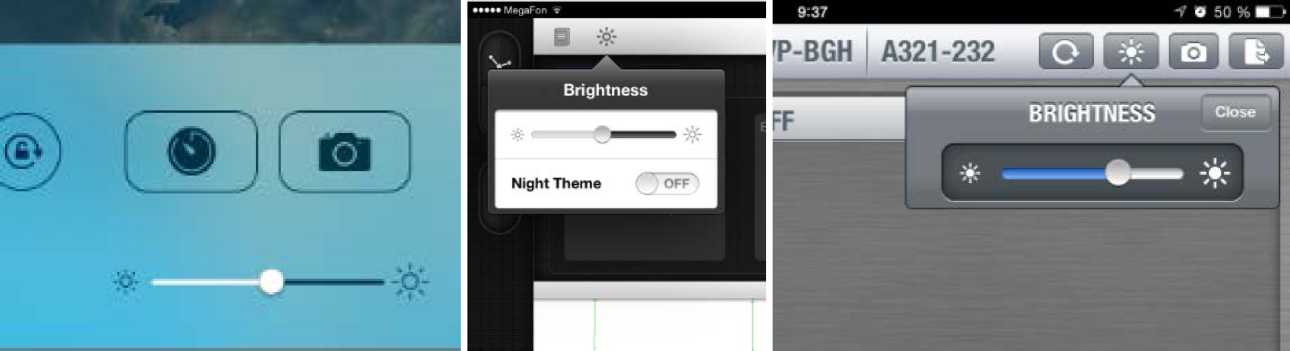 MegaFon
Brightness
Night Theme
OFF
9:37
50 %
P-BGH
A321-232
FF
BRIGHTNESS
Close